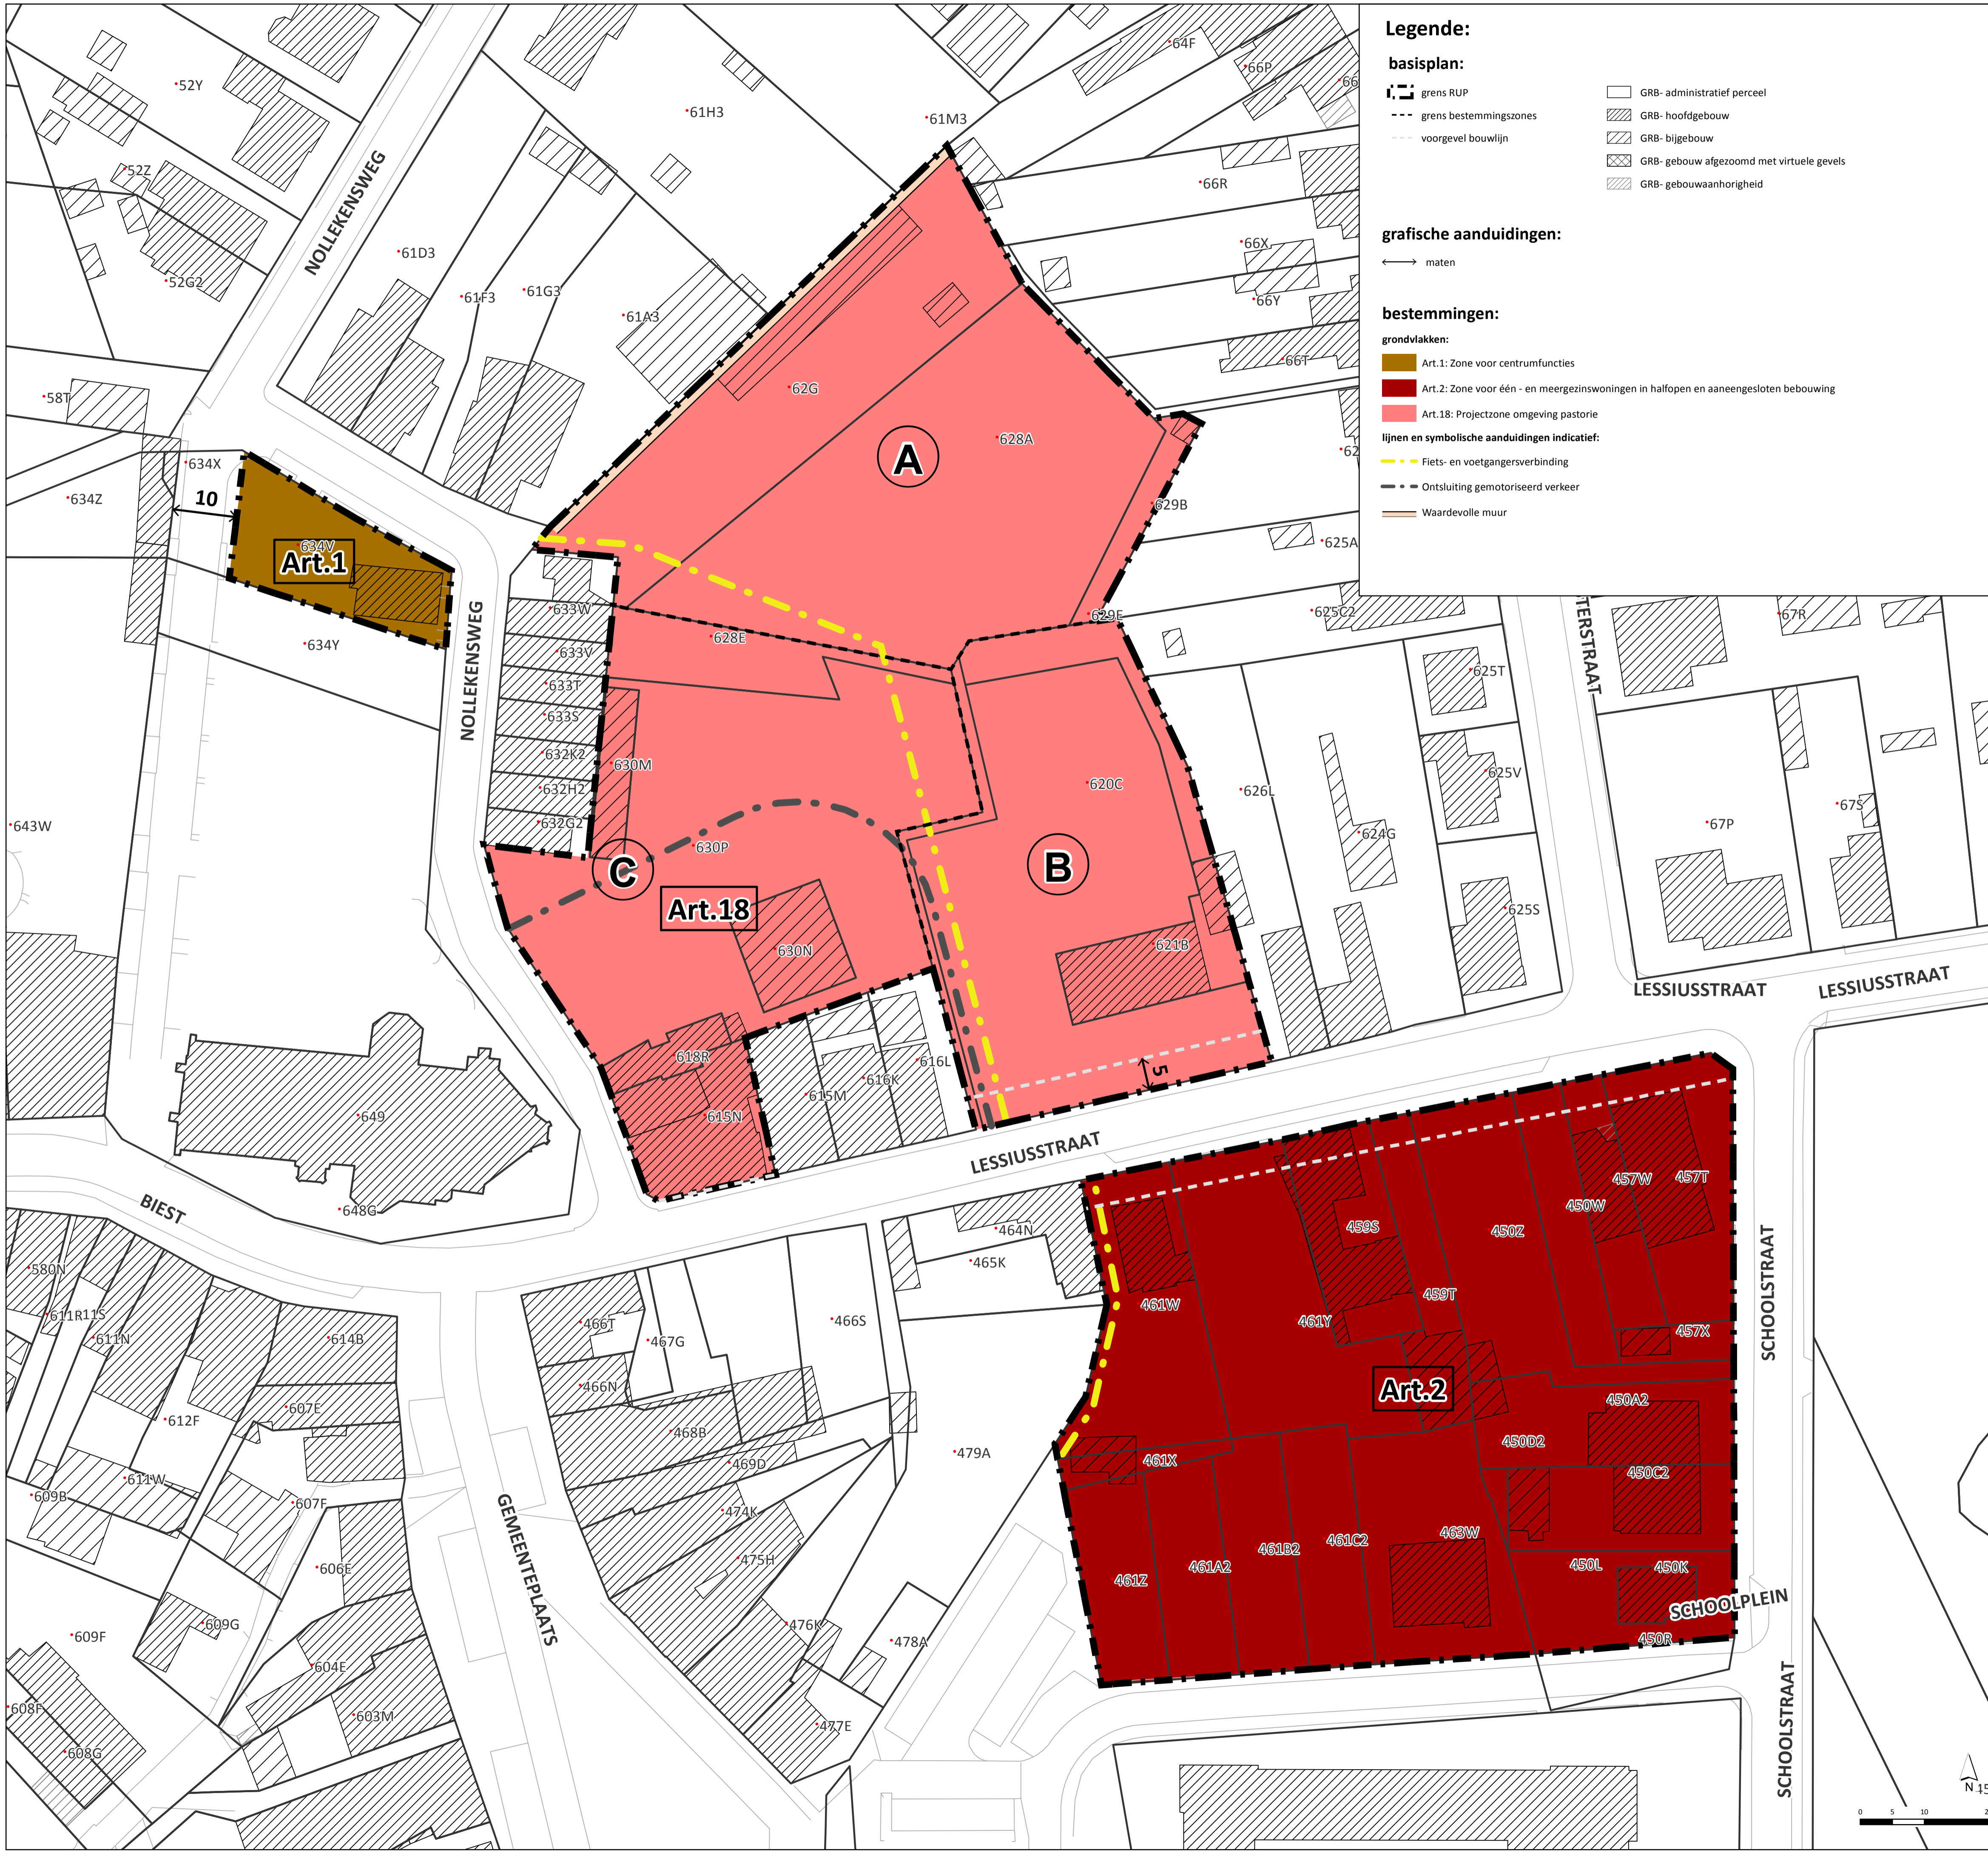 Legende:
basisplan:
grens RUP
grens bestemmingszones
voorgevel bouwlijn
GRB- administratief perceel
GRB- hoofdgebouw
GRB- bijgebouw
GRB- gebouw afgezoomd met virtuele gevels
GRB- gebouwaanhorigheid
grafische aanduidingen:
maten
bestemmingen:
grondvlakken:
Art.1: Zone voor centrumfuncties
Art.2: Zone voor één - en meergezinswoningen in halfopen en aaneengesloten bebouwing
Art.18: Projectzone omgeving pastorie
lijnen en symbolische aanduidingen indicatief:
Fiets- en voetgangersverbinding
Ontsluiting gemotoriseerd verkeer
Waardevolle muur
64F
66P
66
52Y
61H3
61M3
52Z
66R
NOLLEKENSWEG
66X
61D3
52G2
61F3
61G3
66Y
61A3
66T
62G
58T
628A
A
62
634X
10
634Z
629B
634V
Art.1
625A
633W
628E
629E
625C2
67R
634Y
NOLLEKENSWEG
633V
TERSTRAAT
633T
625T
633S
632K2
630M
625V
632H2
620C
626L
67S
632G2
643W
630P
624G
67P
C
B
Art.18
625S
630N
621B
LESSIUSSTRAAT
LESSIUSSTRAAT
618R
616L
5
616K
615M
649
615N
LESSIUSSTRAAT
457W
457T
BIEST
648G
450W
464N
459S
450Z
465K
580N
SCHOOLSTRAAT
459T
461W
611R
11S
466T
466S
461Y
457X
611N
614B
467G
Art.2
466N
450A2
607E
612F
468B
450D2
479A
461X
469D
450C2
611W
609B
607F
474K
GEMEENTEPLAATS
463W
461C2
461B2
475H
606E
461A2
450L
450K
461Z
SCHOOLPLEIN
609G
476K
609F
478A
450R
604E
608F
603M
477E
SCHOOLSTRAAT
608G
N
0 5 10